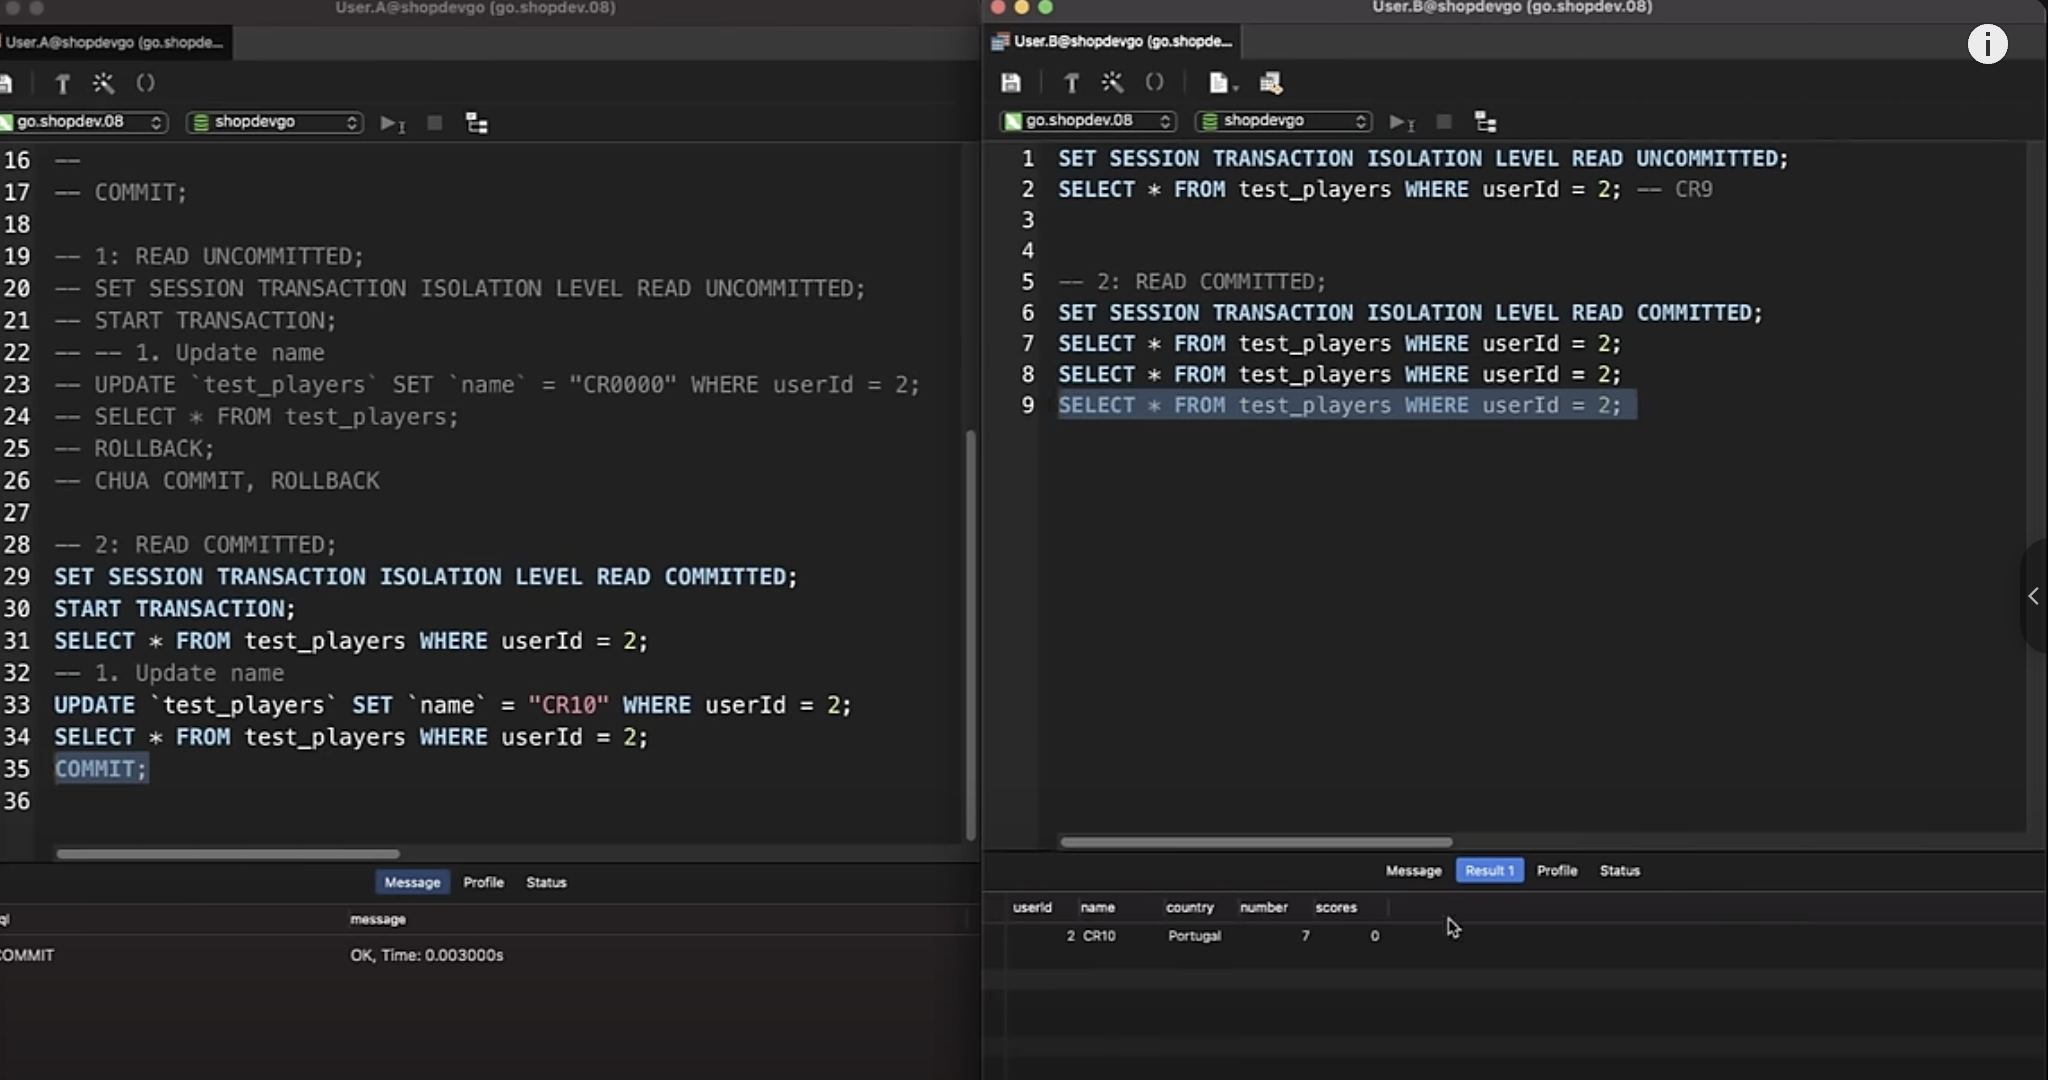 User.A@shopdevgo (go.shopdev.08)
User.A@shopdevgo (go.shopde...
go.shopdev.08 shopdevgo
16 --
17 -- COMMIT;
18
19 -- 1: READ UNCOMMITTED;
20 -- SET SESSION TRANSACTION ISOLATION LEVEL READ UNCOMMITTED;
21 -- START TRANSACTION;
22 -- -- 1. Update name
23 -- UPDATE `test_players` SET `name` = "CR0000" WHERE userId = 2;
24 -- SELECT * FROM test_players;
25 -- ROLLBACK;
26 -- CHUA COMMIT, ROLLBACK
27
28 -- 2: READ COMMITTED;
29 SET SESSION TRANSACTION ISOLATION LEVEL READ COMMITTED;
30 START TRANSACTION;
31 SELECT * FROM test_players WHERE userId = 2;
32 -- 1. Update name
33 UPDATE `test_players` SET `name` = "CR10" WHERE userId = 2;
34 SELECT * FROM test_players WHERE userId = 2;
35 COMMIT;
36
Message Profile Status
ql message
COMMIT OK, Time: 0.003000s
User.B@shopdevgo (go.shopdev.08)
User.B@shopdevgo (go.shopde...
go.shopdev.08 shopdevgo
1 SET SESSION TRANSACTION ISOLATION LEVEL READ UNCOMMITTED;
2 SELECT * FROM test_players WHERE userId = 2; -- CR9
3
4
5 -- 2: READ COMMITTED;
6 SET SESSION TRANSACTION ISOLATION LEVEL READ COMMITTED;
7 SELECT * FROM test_players WHERE userId = 2;
8 SELECT * FROM test_players WHERE userId = 2;
9 SELECT * FROM test_players WHERE userId = 2;
Message Result 1 Profile Status
userId name country number scores
2 CR10 Portugal 7 0